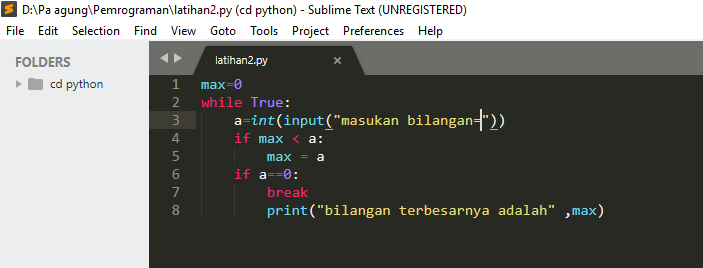 D:\Pa agung\Pemrograman\latihan2.py (cd python) - Sublime Text (UNREGISTERED)
File Edit Selection Find View Goto Tools Project Preferences Help
FOLDERS
cd python
latihan2.py ×
1 max=0
2 while True:
3     a=int(input("masukan bilangan="))
4     if max < a:
5         max = a
6     if a==0:
7         break
8         print("bilangan terbesarnya adalah" ,max)